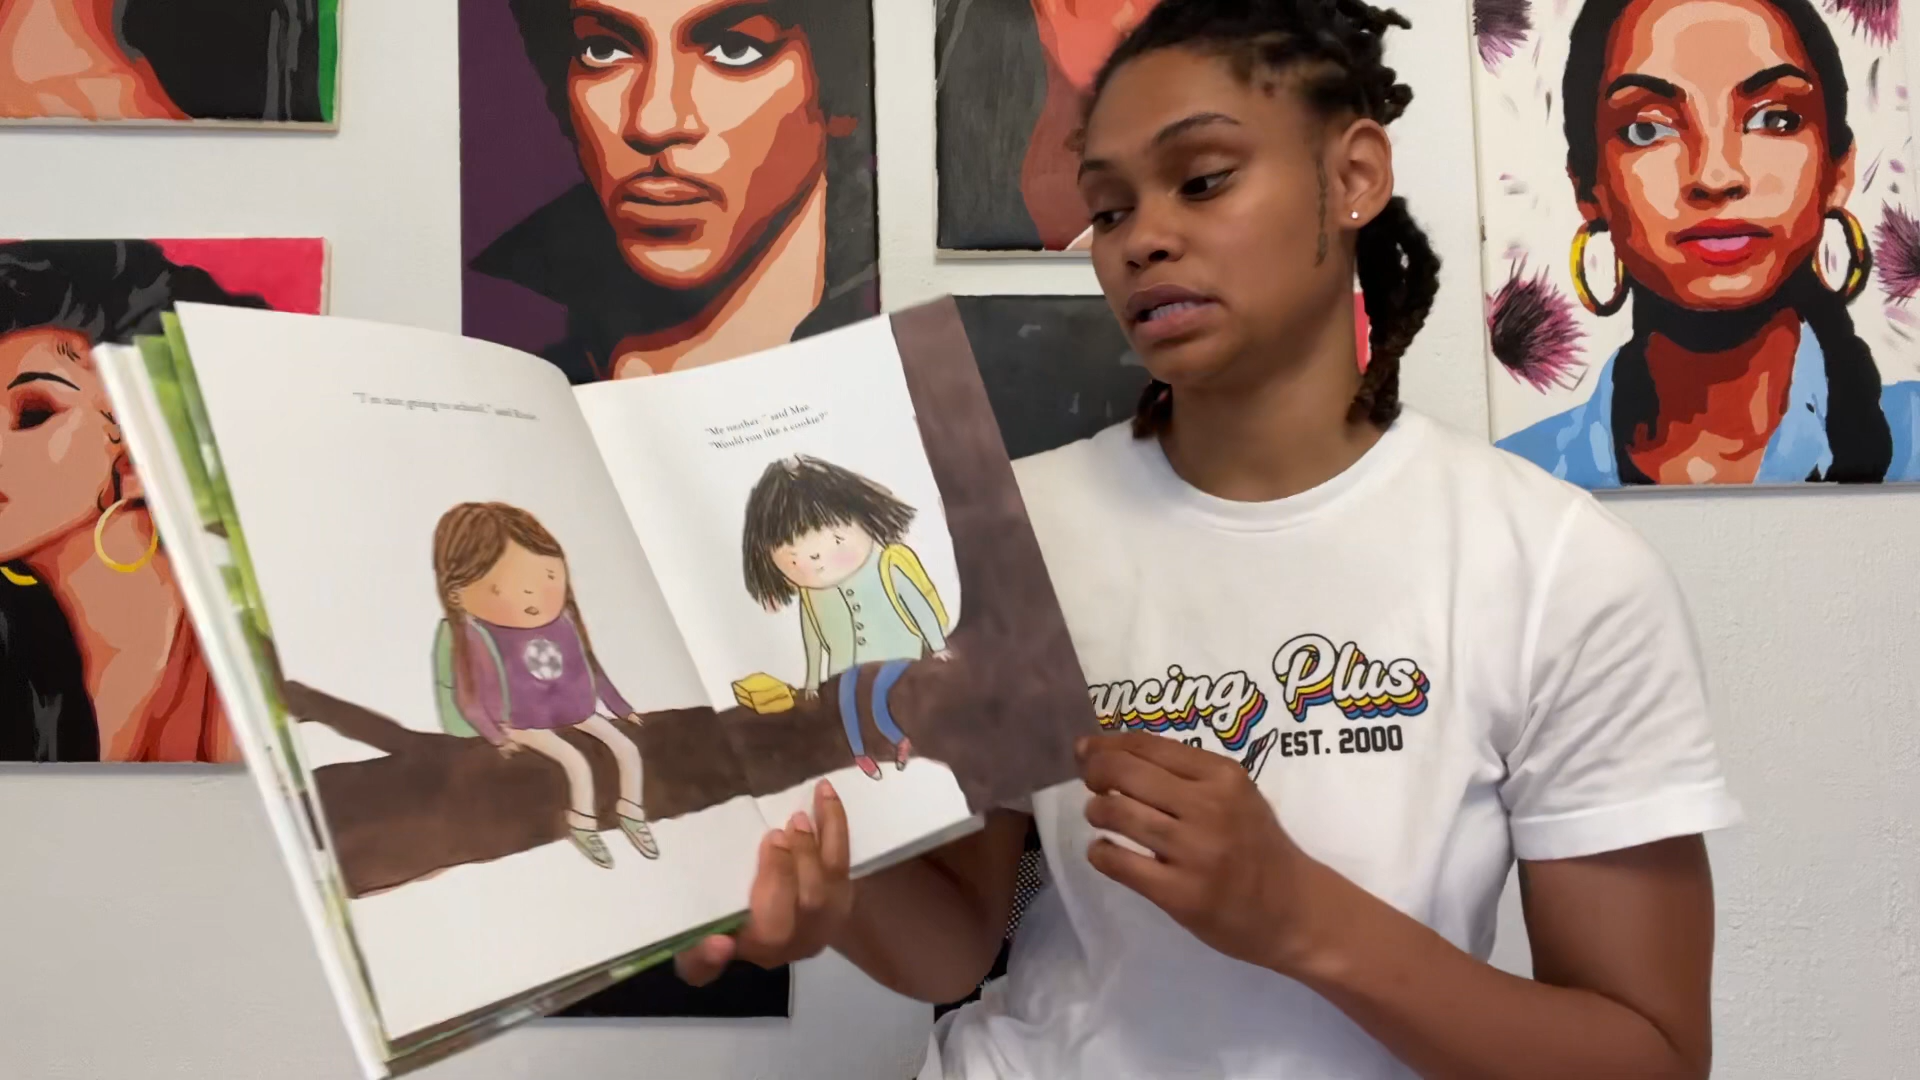 "I'm not going to school," said Rosie.
"Me neither," said Mae.
"Would you like a cookie?"
ancing Plus
EST. 2000